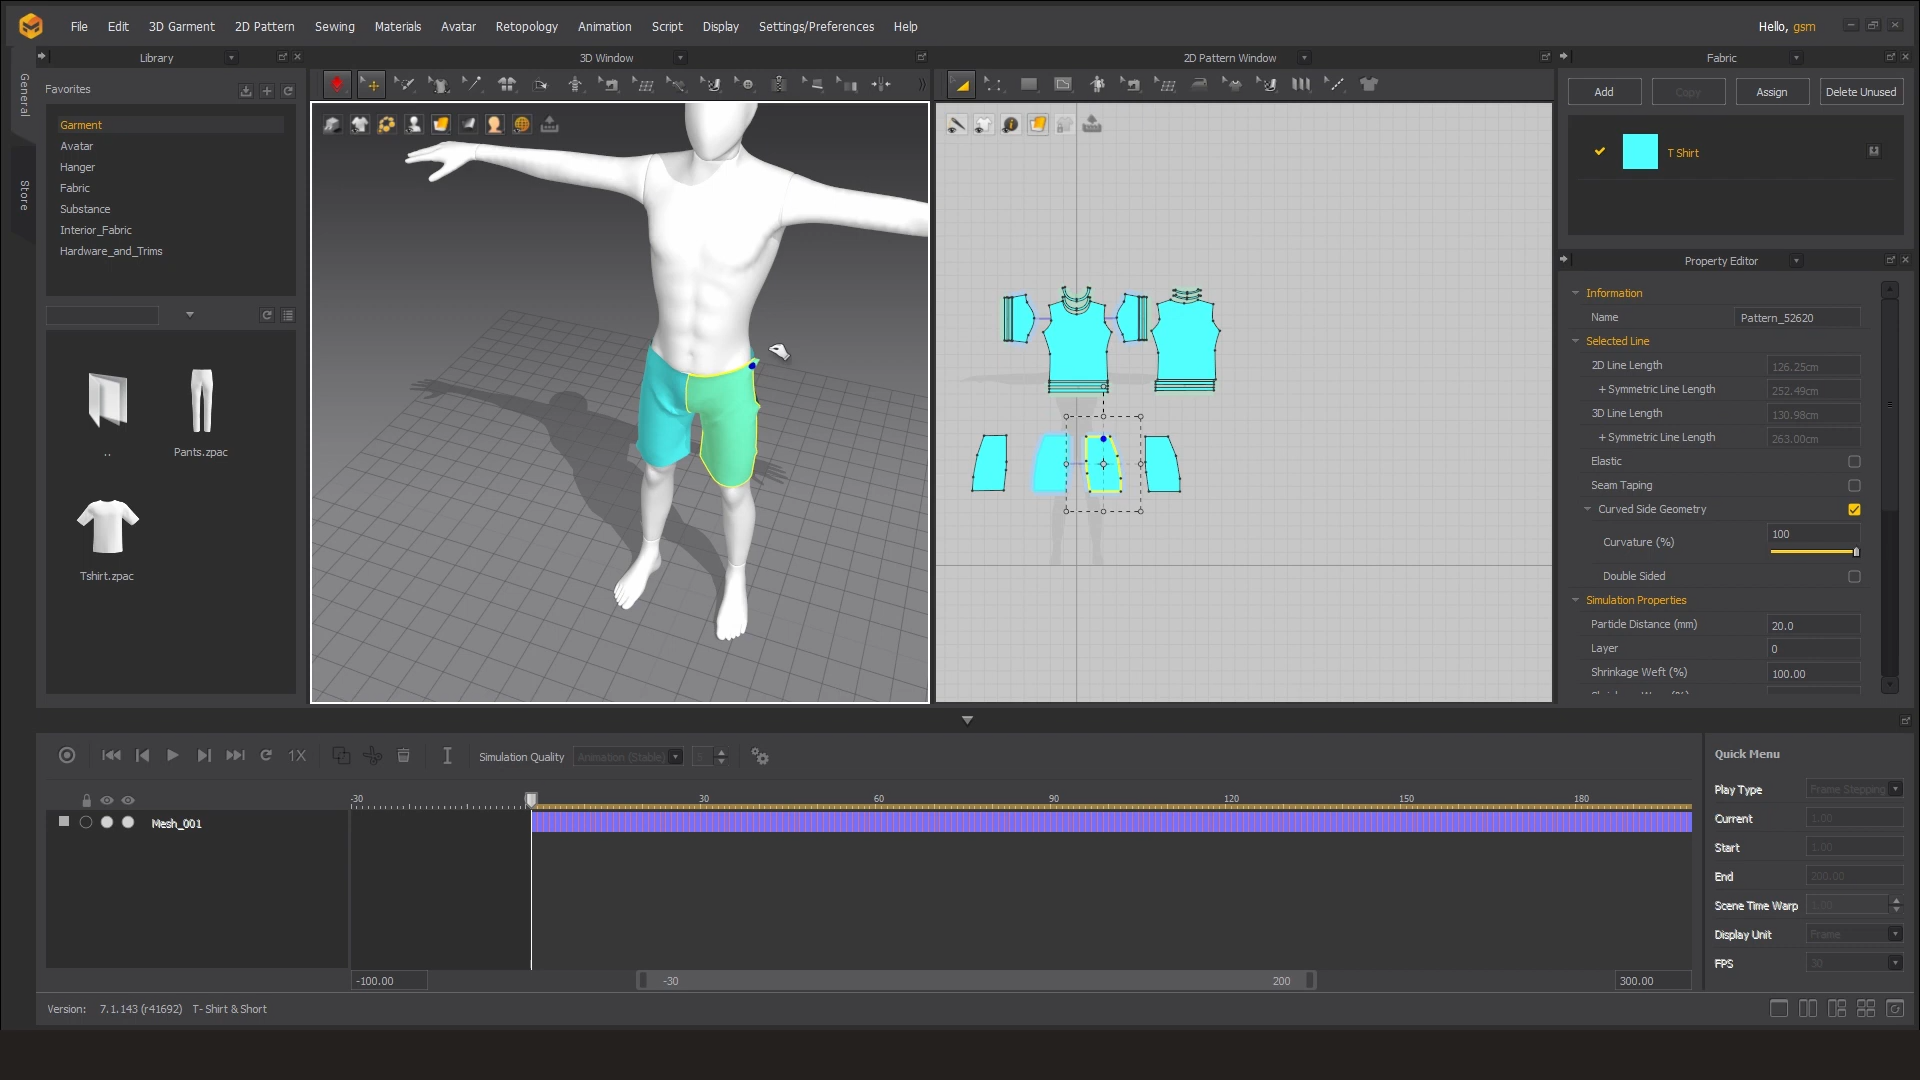 File Edit 3D Garment 2D Pattern Sewing Materials Avatar Retopology Animation Script Display Settings/Preferences Help
Hello, gsm
Library
3D Window
2D Pattern Window
Fabric
General
Store
Favorites
Garment
Avatar
Hanger
Fabric
Substance
Interior_Fabric
Hardware_and_Trims
..
Pants.zpac
Tshirt.zpac
Add
Copy
Assign
Delete Unused
T Shirt
Property Editor
Information
Name Pattern_52620
Selected Line
2D Line Length 126.25cm
+ Symmetric Line Length 252.49cm
3D Line Length 130.98cm
+ Symmetric Line Length 263.00cm
Elastic
Seam Taping
Curved Side Geometry
Curvature (%) 100
Double Sided
Simulation Properties
Particle Distance (mm) 20.0
Layer 0
Shrinkage Weft (%) 100.00
1X
Simulation Quality Animation (Stable)
-30 30 60 90 120 150 180
Mesh_001
-100.00 -30 200 300.00
Quick Menu
Play Type Frame Stepping
Current 1.00
Start 1.00
End 200.00
Scene Time Warp 1.00
Display Unit Frame
FPS 30
Version: 7.1.143 (r41692) T- Shirt & Short